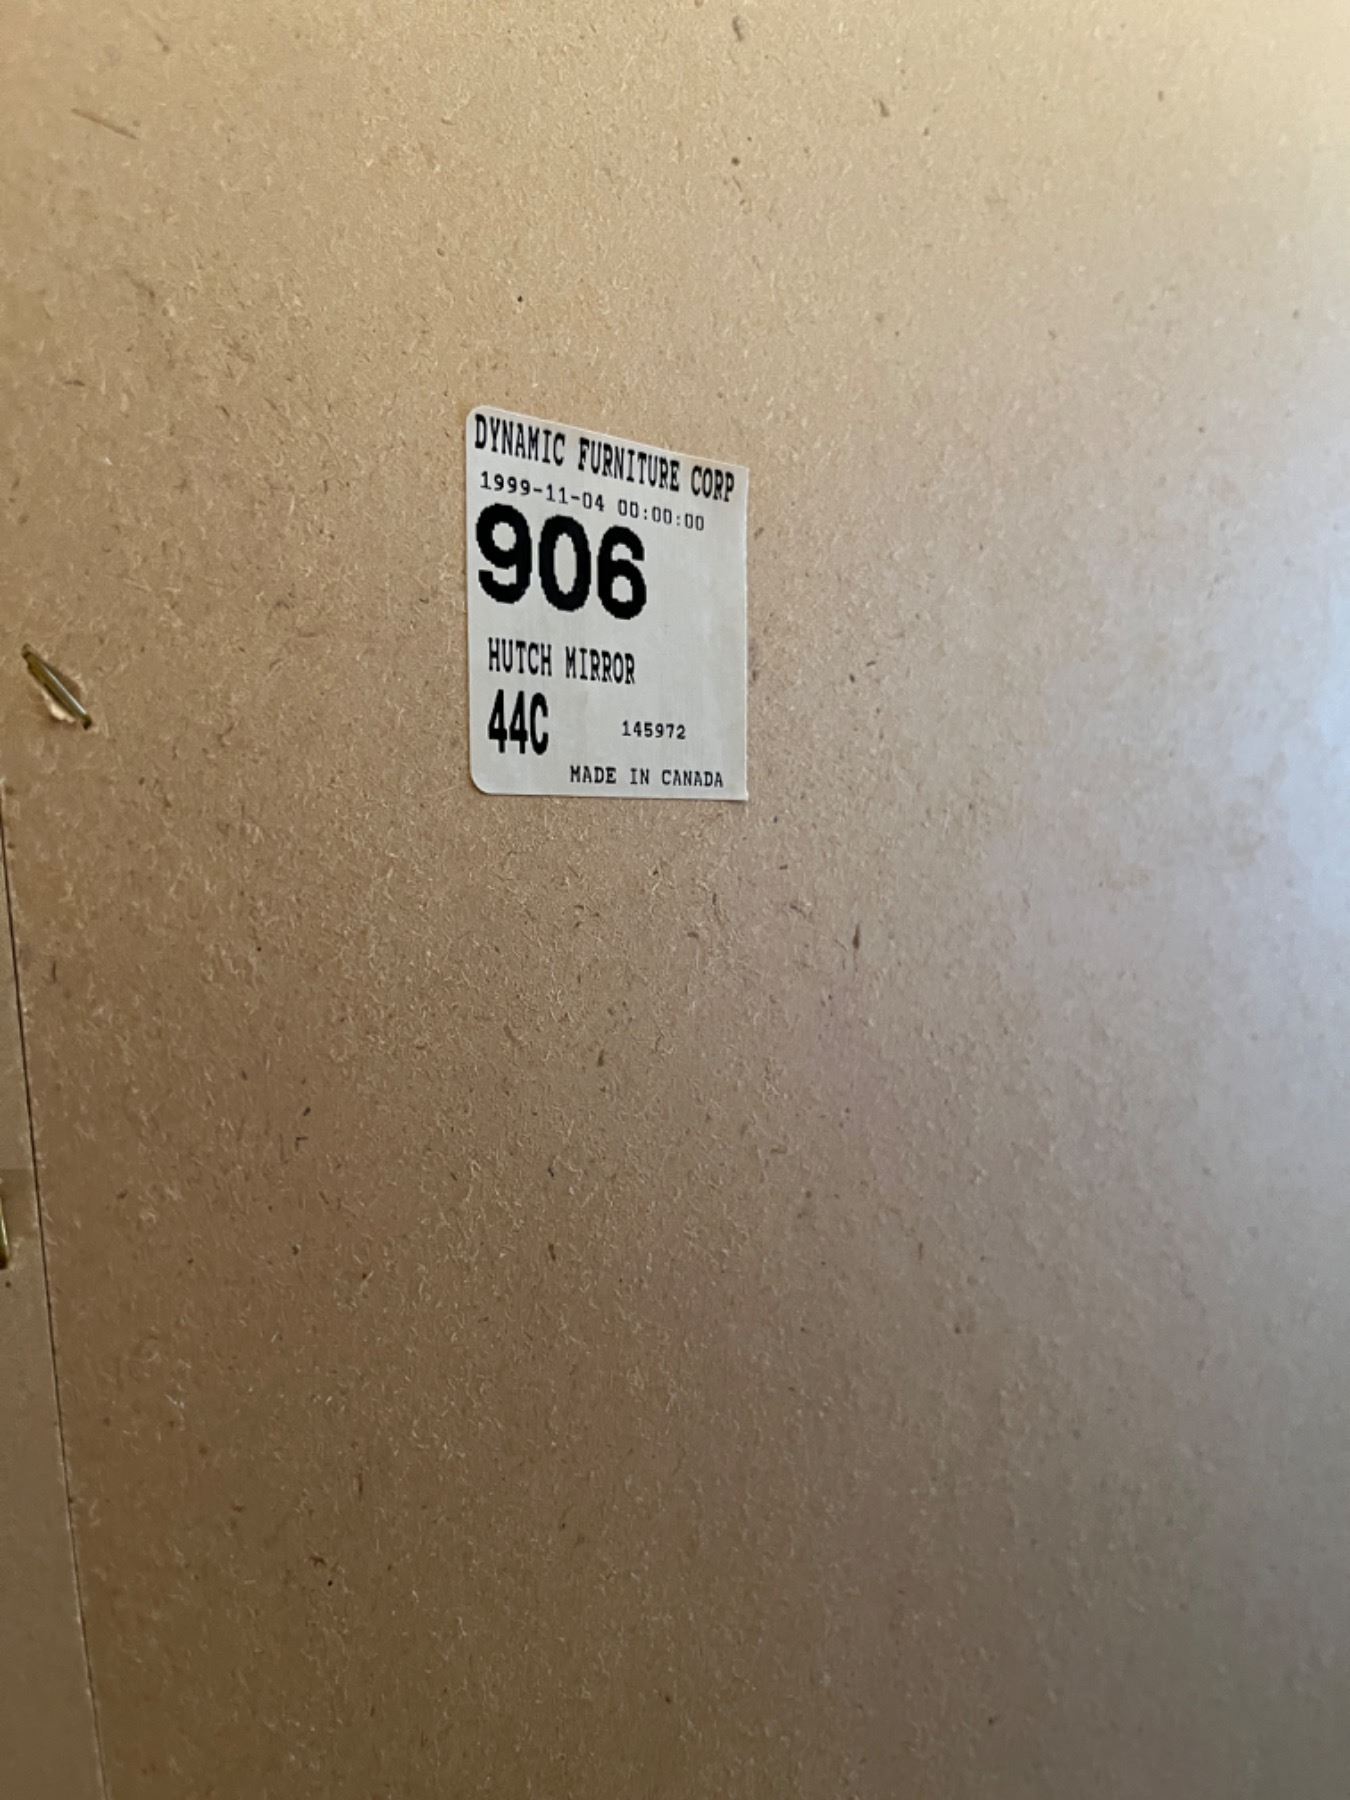 DYNAMIC FURNITURE CORP
1999-11-04 00:00:00
906
HUTCH MIRROR
44C 145972
MADE IN CANADA